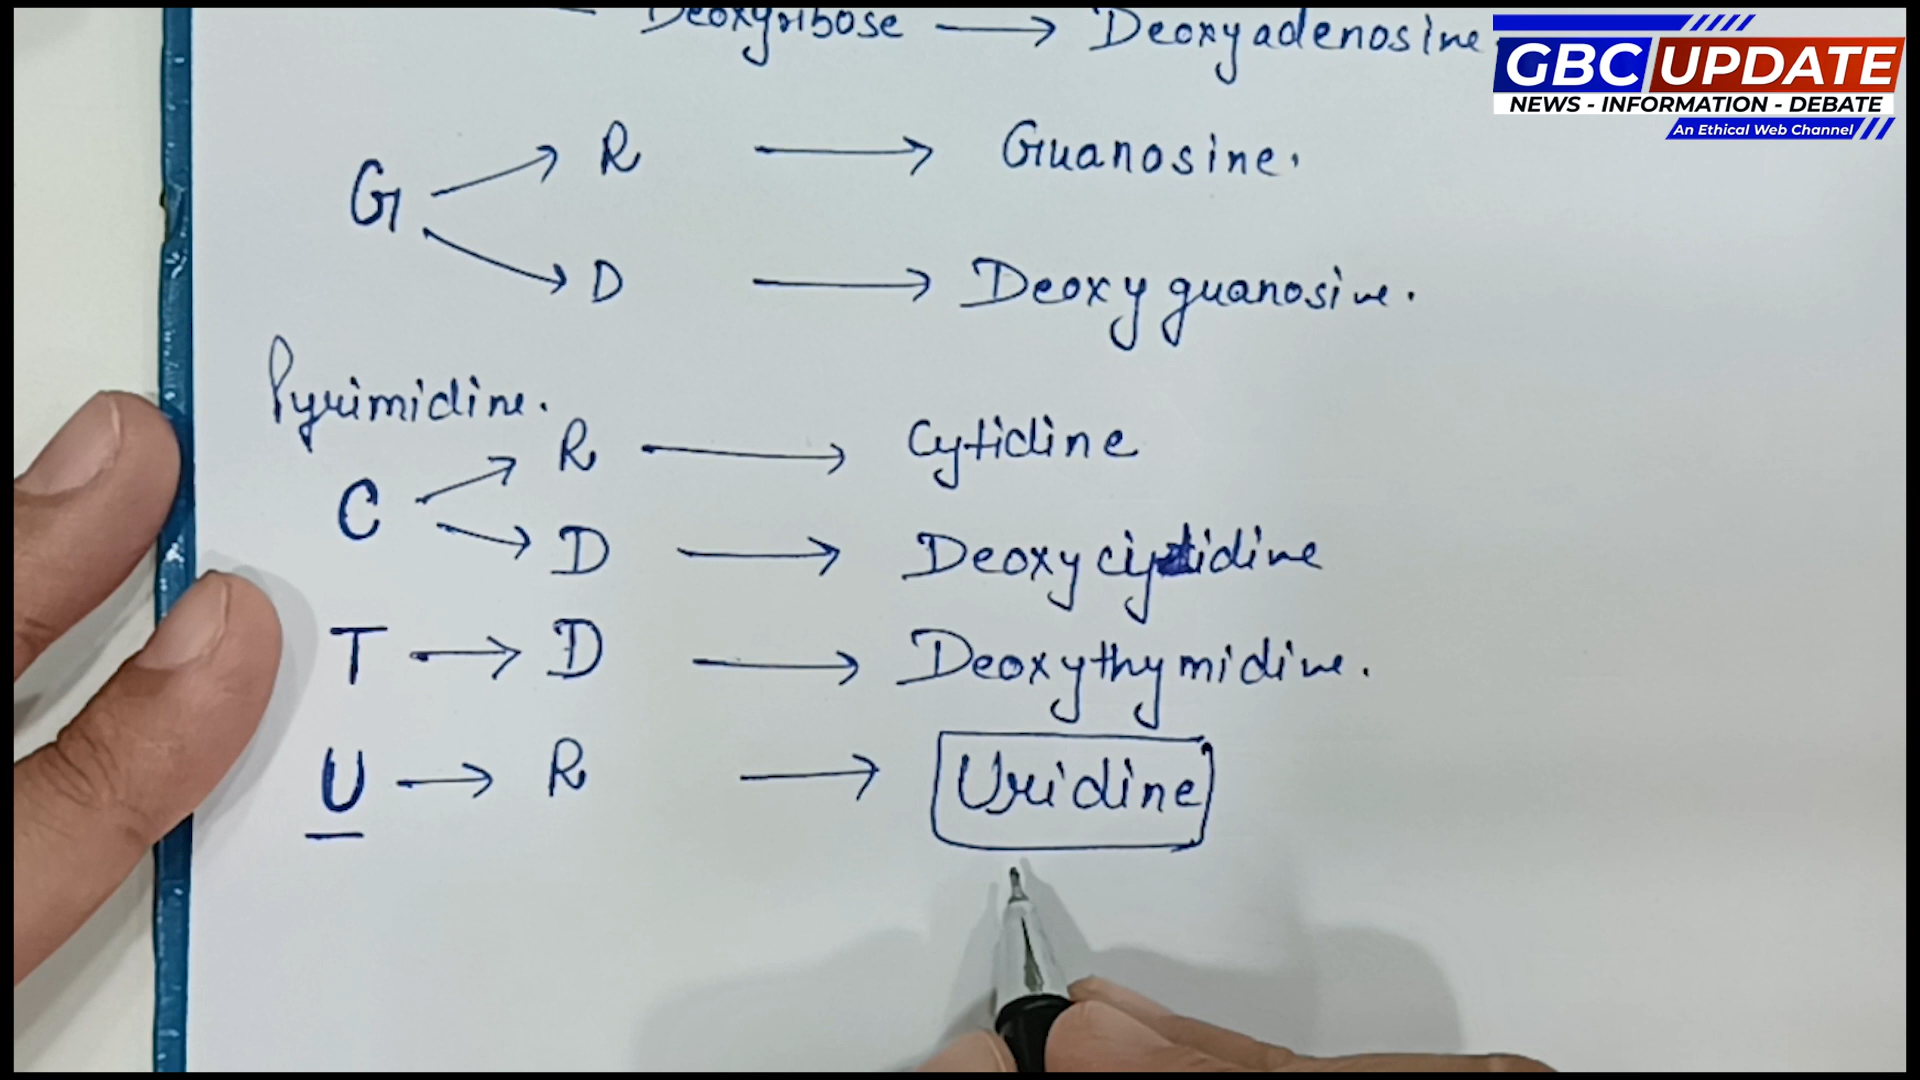 Deoxyribose → Deoxyadenosine.
GBC UPDATE
NEWS - INFORMATION - DEBATE
An Ethical Web Channel
G → R → Guanosine.
→ D → Deoxyguanosine.
Pyrimidine.
C → R → Cytidine
→ D → Deoxycytidine
T → D → Deoxythymidine.
U → R → Uridine